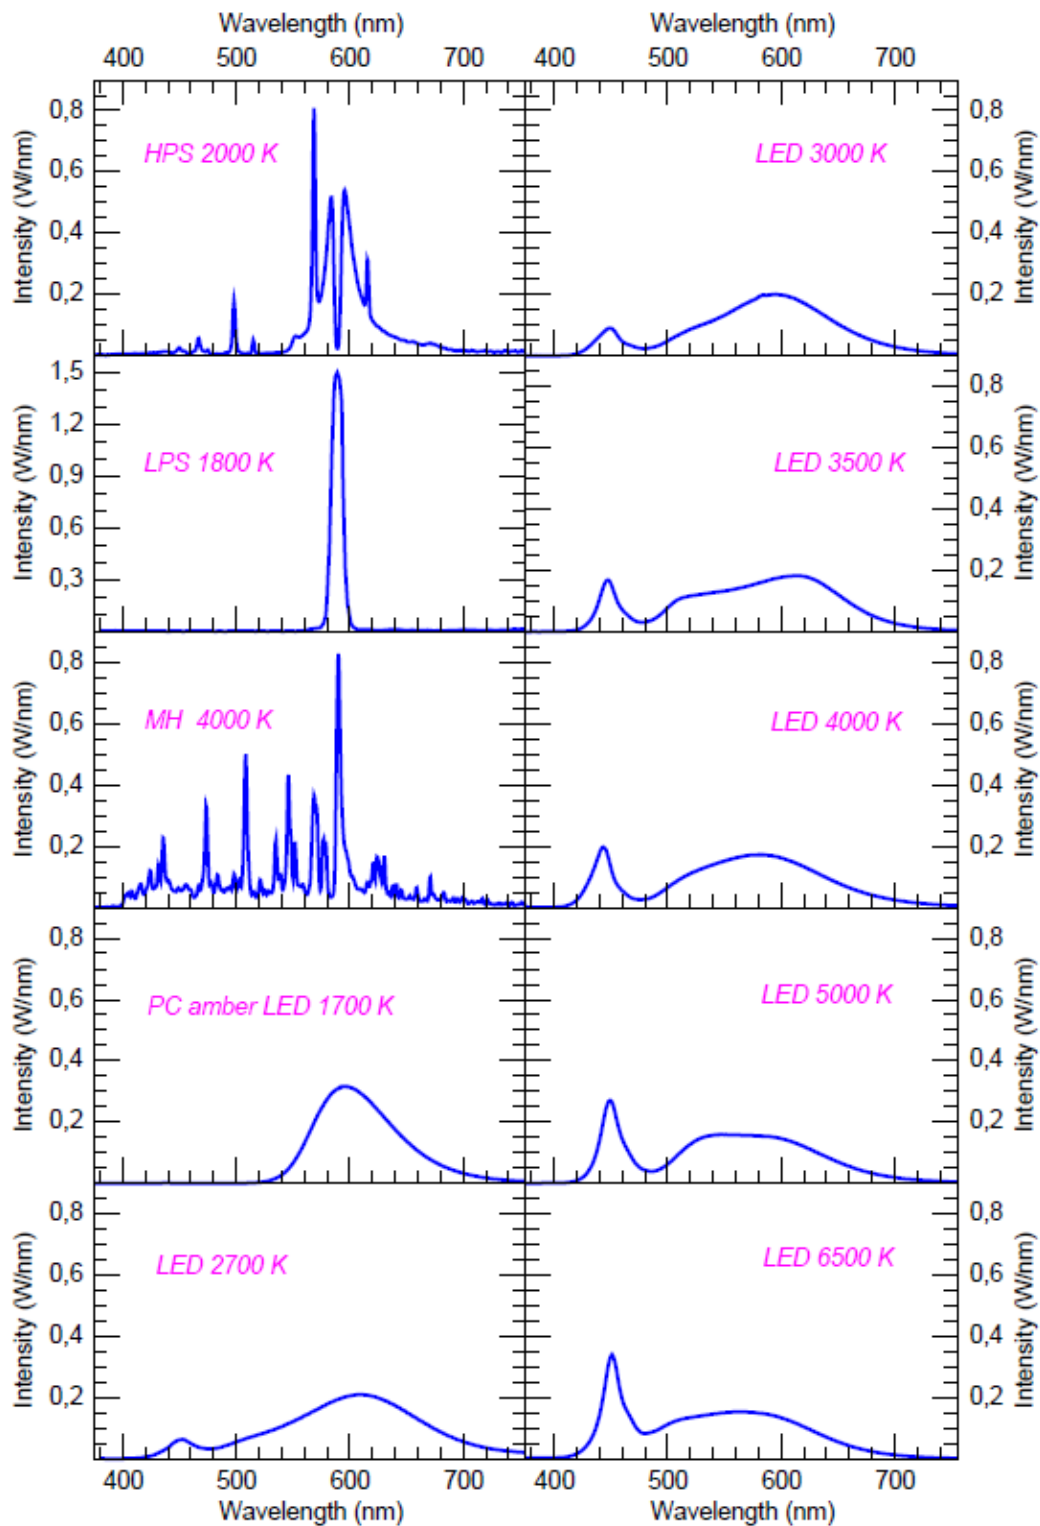 Wavelength (nm) Wavelength (nm)
400 500 600 700 400 500 600 700
0,8
0,6
0,4
0,2
Intensity (W/nm)
HPS 2000 K
LED 3000 K
0,8
0,6
0,4
0,2
Intensity (W/nm)
1,5
1,2
0,9
0,6
0,3
Intensity (W/nm)
LPS 1800 K
LED 3500 K
0,8
0,6
0,4
0,2
Intensity (W/nm)
0,8
0,6
0,4
0,2
Intensity (W/nm)
MH 4000 K
LED 4000 K
0,8
0,6
0,4
0,2
Intensity (W/nm)
0,8
0,6
0,4
0,2
Intensity (W/nm)
PC amber LED 1700 K
LED 5000 K
0,8
0,6
0,4
0,2
Intensity (W/nm)
0,8
0,6
0,4
0,2
Intensity (W/nm)
LED 2700 K
LED 6500 K
0,8
0,6
0,4
0,2
Intensity (W/nm)
400 500 600 700 400 500 600 700
Wavelength (nm) Wavelength (nm)